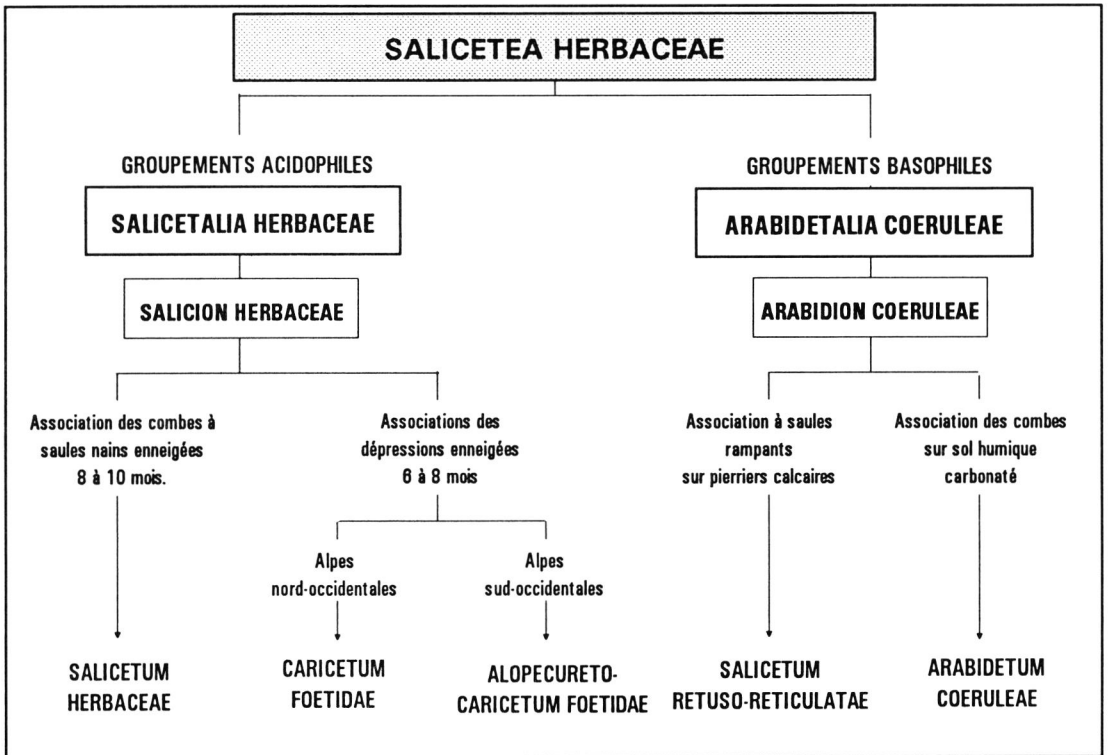 SALICETEA HERBACEAE
GROUPEMENTS ACIDOPHILES
SALICETALIA HERBACEAE
SALICION HERBACEAE
Association des combes à
saules nains enneigées
8 à 10 mois.
Associations des
dépressions enneigées
6 à 8 mois
Alpes
nord-occidentales
Alpes
sud-occidentales
SALICETUM
HERBACEAE
CARICETUM
FOETIDAE
ALOPECURETO-
CARICETUM FOETIDAE
GROUPEMENTS BASOPHILES
ARABIDETALIA COERULEAE
ARABIDION COERULEAE
Association à saules
rampants
sur pierriers calcaires
Association des combes
sur sol humique
carbonaté
SALICETUM
RETUSO-RETICULATAE
ARABIDETUM
COERULEAE